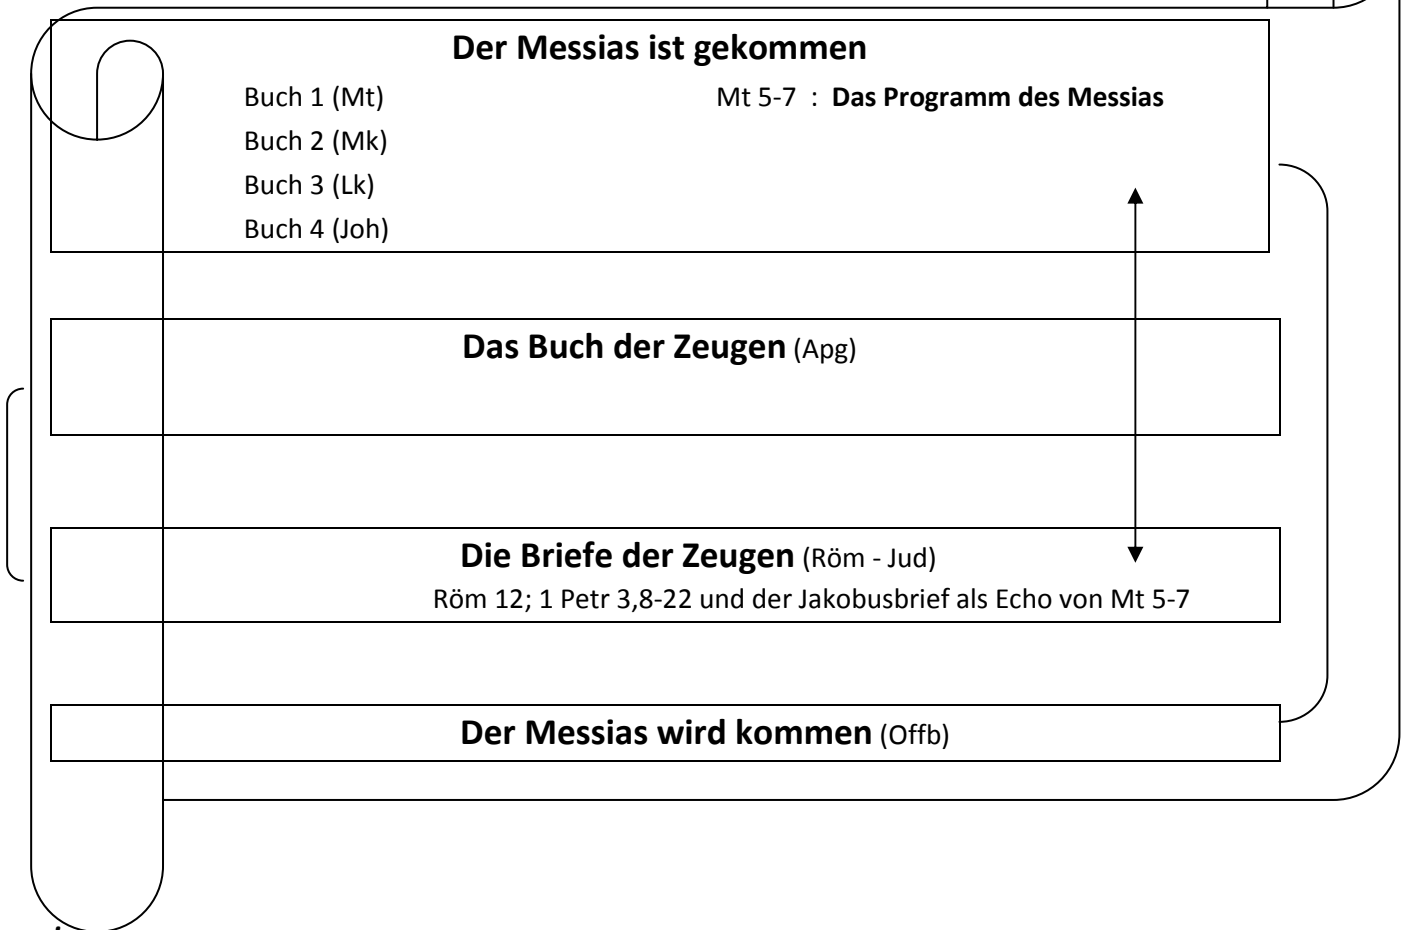 Der Messias ist gekommen
Buch 1 (Mt) Mt 5-7 : Das Programm des Messias
Buch 2 (Mk)
Buch 3 (Lk)
Buch 4 (Joh)
Das Buch der Zeugen (Apg)
Die Briefe der Zeugen (Röm - Jud)
Röm 12; 1 Petr 3,8-22 und der Jakobusbrief als Echo von Mt 5-7
Der Messias wird kommen (Offb)